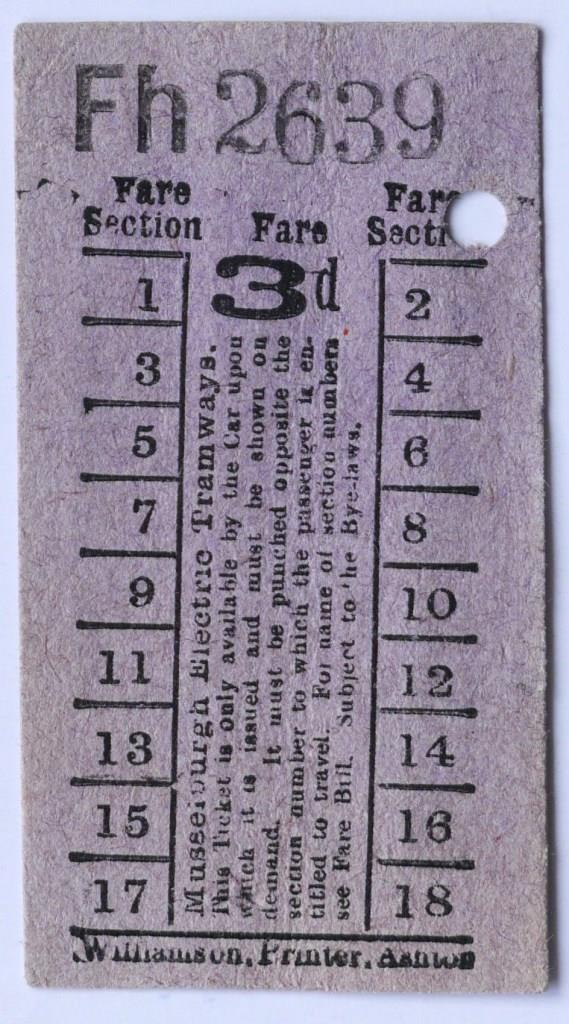 Fh 2639
Fare Section
Fare
3d
Fare Section
1
2
3
4
5
6
7
8
9
10
11
12
13
14
15
16
17
18
Musselburgh Electric Tramways.
This Ticket is only available by the Car upon
which it is issued and must be shown on
demand. It must be punched opposite the
section number to which the passenger is en-
titled to travel. For name of section numbers
see Fare Bill. Subject to the Bye-laws.
Williamson, Printer, Ashton